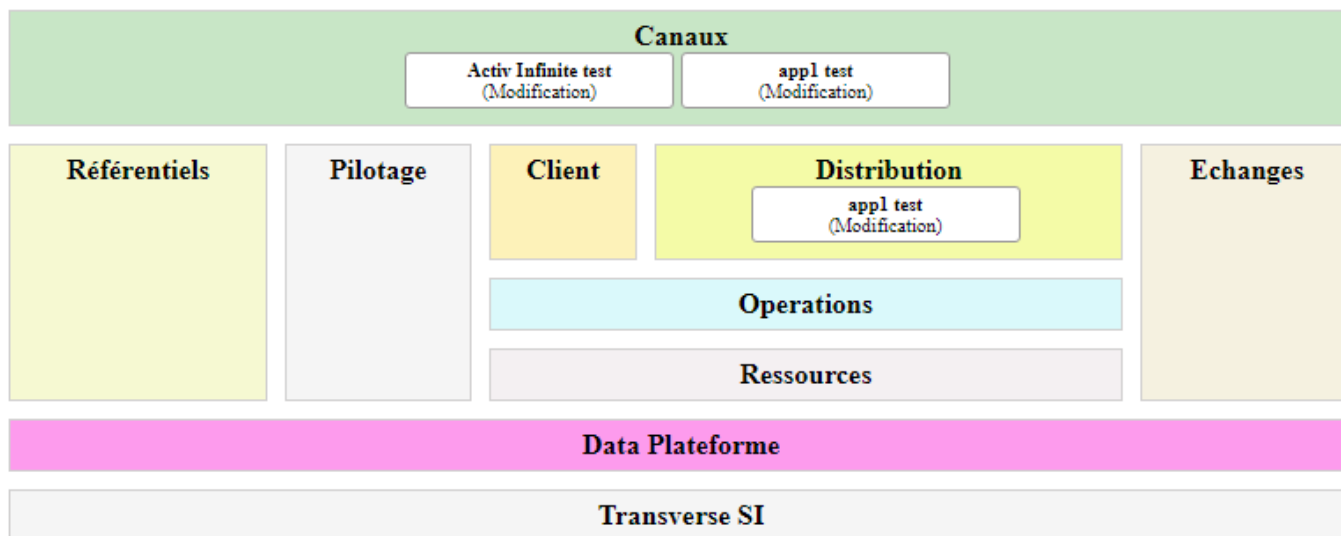 Canaux
Activ Infinite test
(Modification)
app1 test
(Modification)
Référentiels
Pilotage
Client
Distribution
app1 test
(Modification)
Echanges
Operations
Ressources
Data Plateforme
Transverse SI